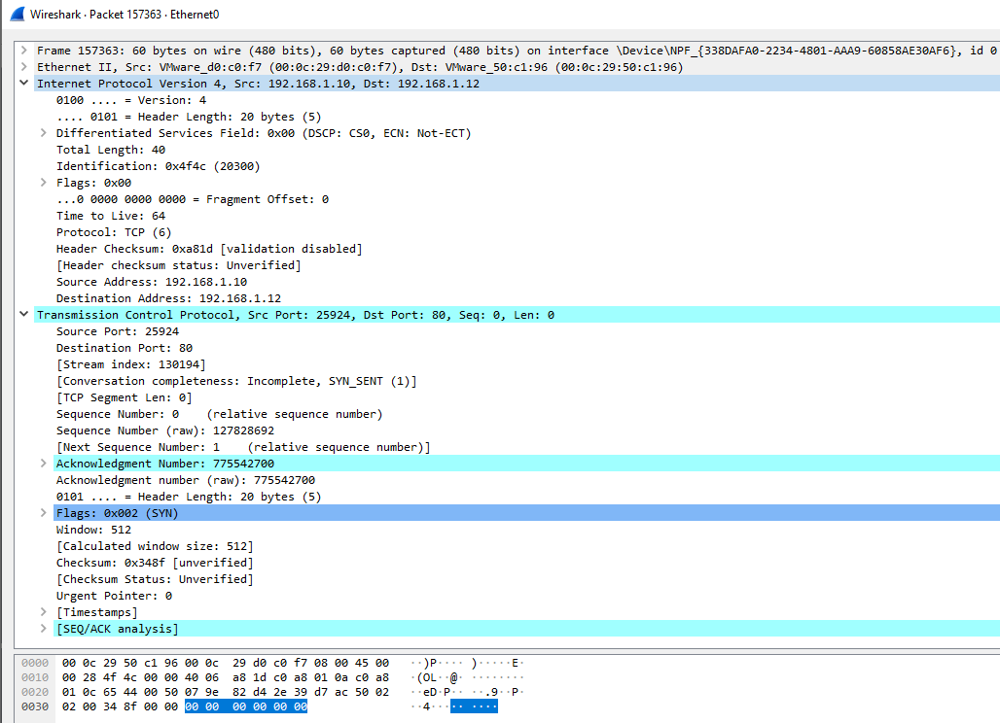 Wireshark · Packet 157363 · Ethernet0
Frame 157363: 60 bytes on wire (480 bits), 60 bytes captured (480 bits) on interface \Device\NPF_{338DAFA0-2234-4801-AAA9-60858AE30AF6}, id 0
Ethernet II, Src: VMware_d0:c0:f7 (00:0c:29:d0:c0:f7), Dst: VMware_50:c1:96 (00:0c:29:50:c1:96)
Internet Protocol Version 4, Src: 192.168.1.10, Dst: 192.168.1.12
0100 .... = Version: 4
.... 0101 = Header Length: 20 bytes (5)
Differentiated Services Field: 0x00 (DSCP: CS0, ECN: Not-ECT)
Total Length: 40
Identification: 0x4f4c (20300)
Flags: 0x00
...0 0000 0000 0000 = Fragment Offset: 0
Time to Live: 64
Protocol: TCP (6)
Header Checksum: 0xa81d [validation disabled]
[Header checksum status: Unverified]
Source Address: 192.168.1.10
Destination Address: 192.168.1.12
Transmission Control Protocol, Src Port: 25924, Dst Port: 80, Seq: 0, Len: 0
Source Port: 25924
Destination Port: 80
[Stream index: 130194]
[Conversation completeness: Incomplete, SYN_SENT (1)]
[TCP Segment Len: 0]
Sequence Number: 0    (relative sequence number)
Sequence Number (raw): 127828692
[Next Sequence Number: 1    (relative sequence number)]
Acknowledgment Number: 775542700
Acknowledgment number (raw): 775542700
0101 .... = Header Length: 20 bytes (5)
Flags: 0x002 (SYN)
Window: 512
[Calculated window size: 512]
Checksum: 0x348f [unverified]
[Checksum Status: Unverified]
Urgent Pointer: 0
[Timestamps]
[SEQ/ACK analysis]
0000 00 0c 29 50 c1 96 00 0c 29 d0 c0 f7 08 00 45 00 ··)P···· )·····E·
0010 00 28 4f 4c 00 00 40 06 a8 1d c0 a8 01 0a c0 a8 ·(OL··@· ········
0020 01 0c 65 44 00 50 07 9e 82 d4 2e 39 d7 ac 50 02 ··eD·P·· ··.9··P·
0030 02 00 34 8f 00 00 00 00 00 00 00 00 ··4····· ····